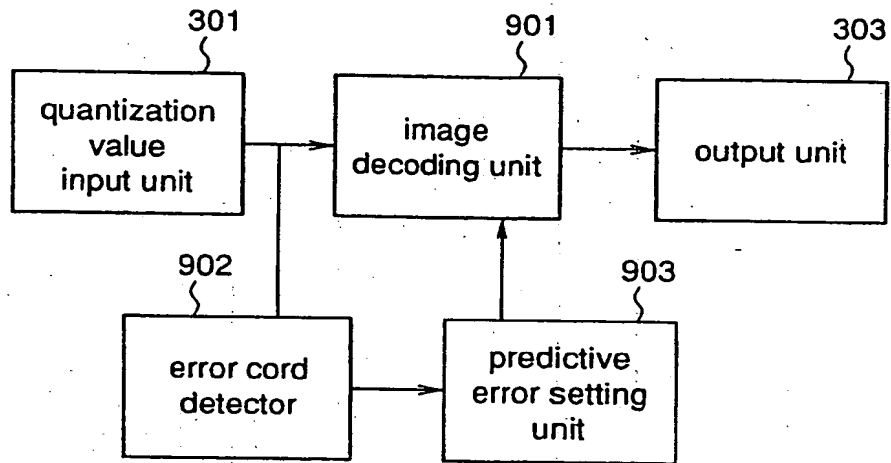 301
901
303
quantization
value
input unit
image
decoding unit
output unit
902
903
error cord
detector
predictive
error setting
unit